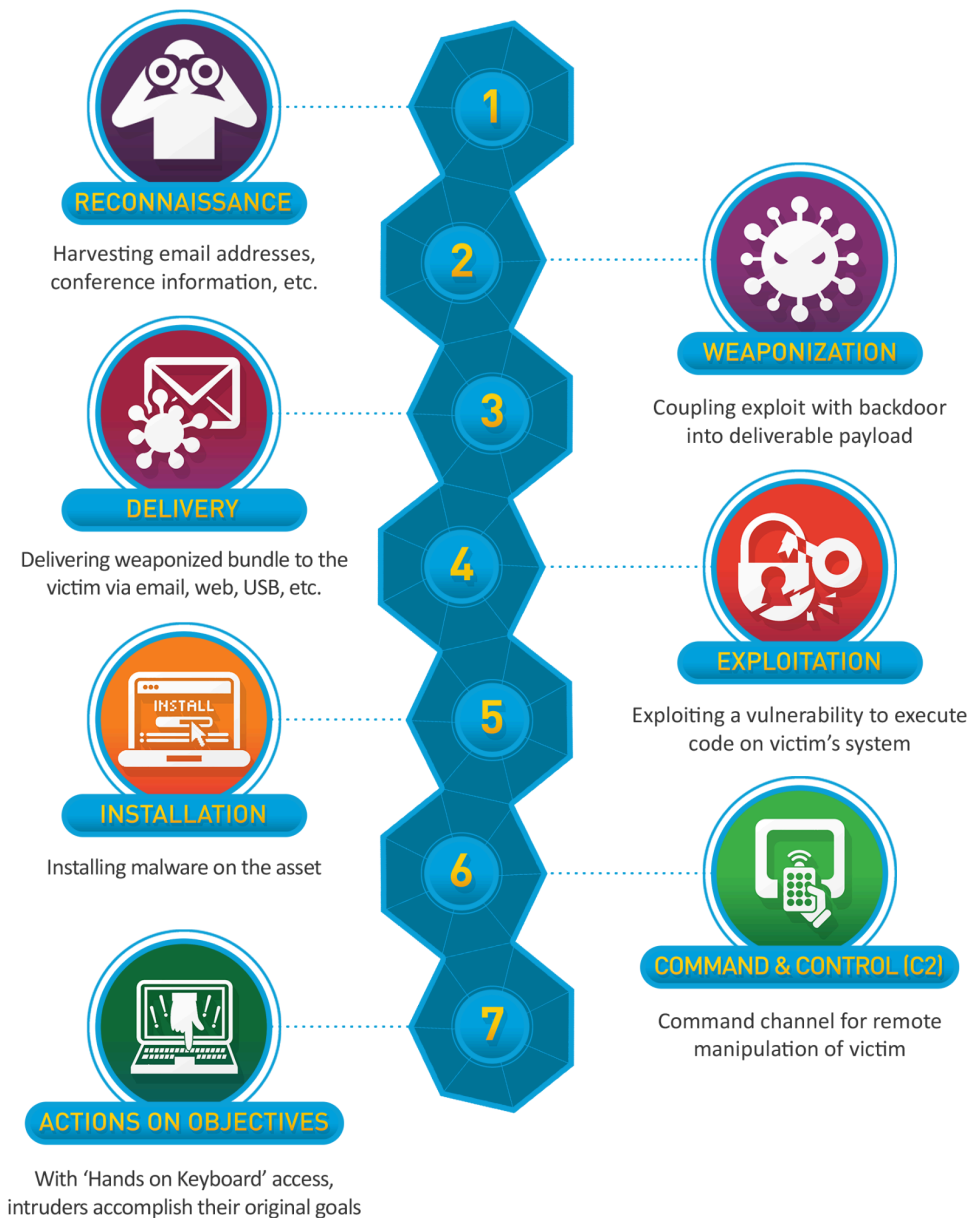 1
RECONNAISSANCE
Harvesting email addresses,
conference information, etc.
2
WEAPONIZATION
Coupling exploit with backdoor
into deliverable payload
3
DELIVERY
Delivering weaponized bundle to the
victim via email, web, USB, etc.
4
EXPLOITATION
Exploiting a vulnerability to execute
code on victim’s system
5
INSTALL
INSTALLATION
Installing malware on the asset
6
COMMAND & CONTROL (C2)
Command channel for remote
manipulation of victim
7
ACTIONS ON OBJECTIVES
With ‘Hands on Keyboard’ access,
intruders accomplish their original goals